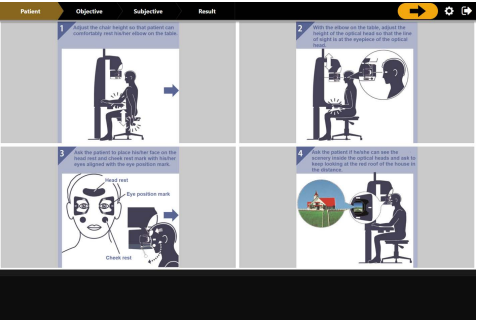 Patient
Objective
Subjective
Result
1
Adjust the chair height so that patient can
comfortably rest his/her elbow on the table.
2
With the elbow on the table, adjust the
height of the optical head so that the line
of sight is at the eyepiece of the optical
head.
3
Ask the patient to place his/her face on the
head rest and cheek rest mark with his/her
eyes aligned with the eye position mark.
Head rest
Eye position mark
Cheek rest
4
Ask the patient if he/she can see the
scenery inside the optical heads and ask to
keep looking at the red roof of the house in
the distance.